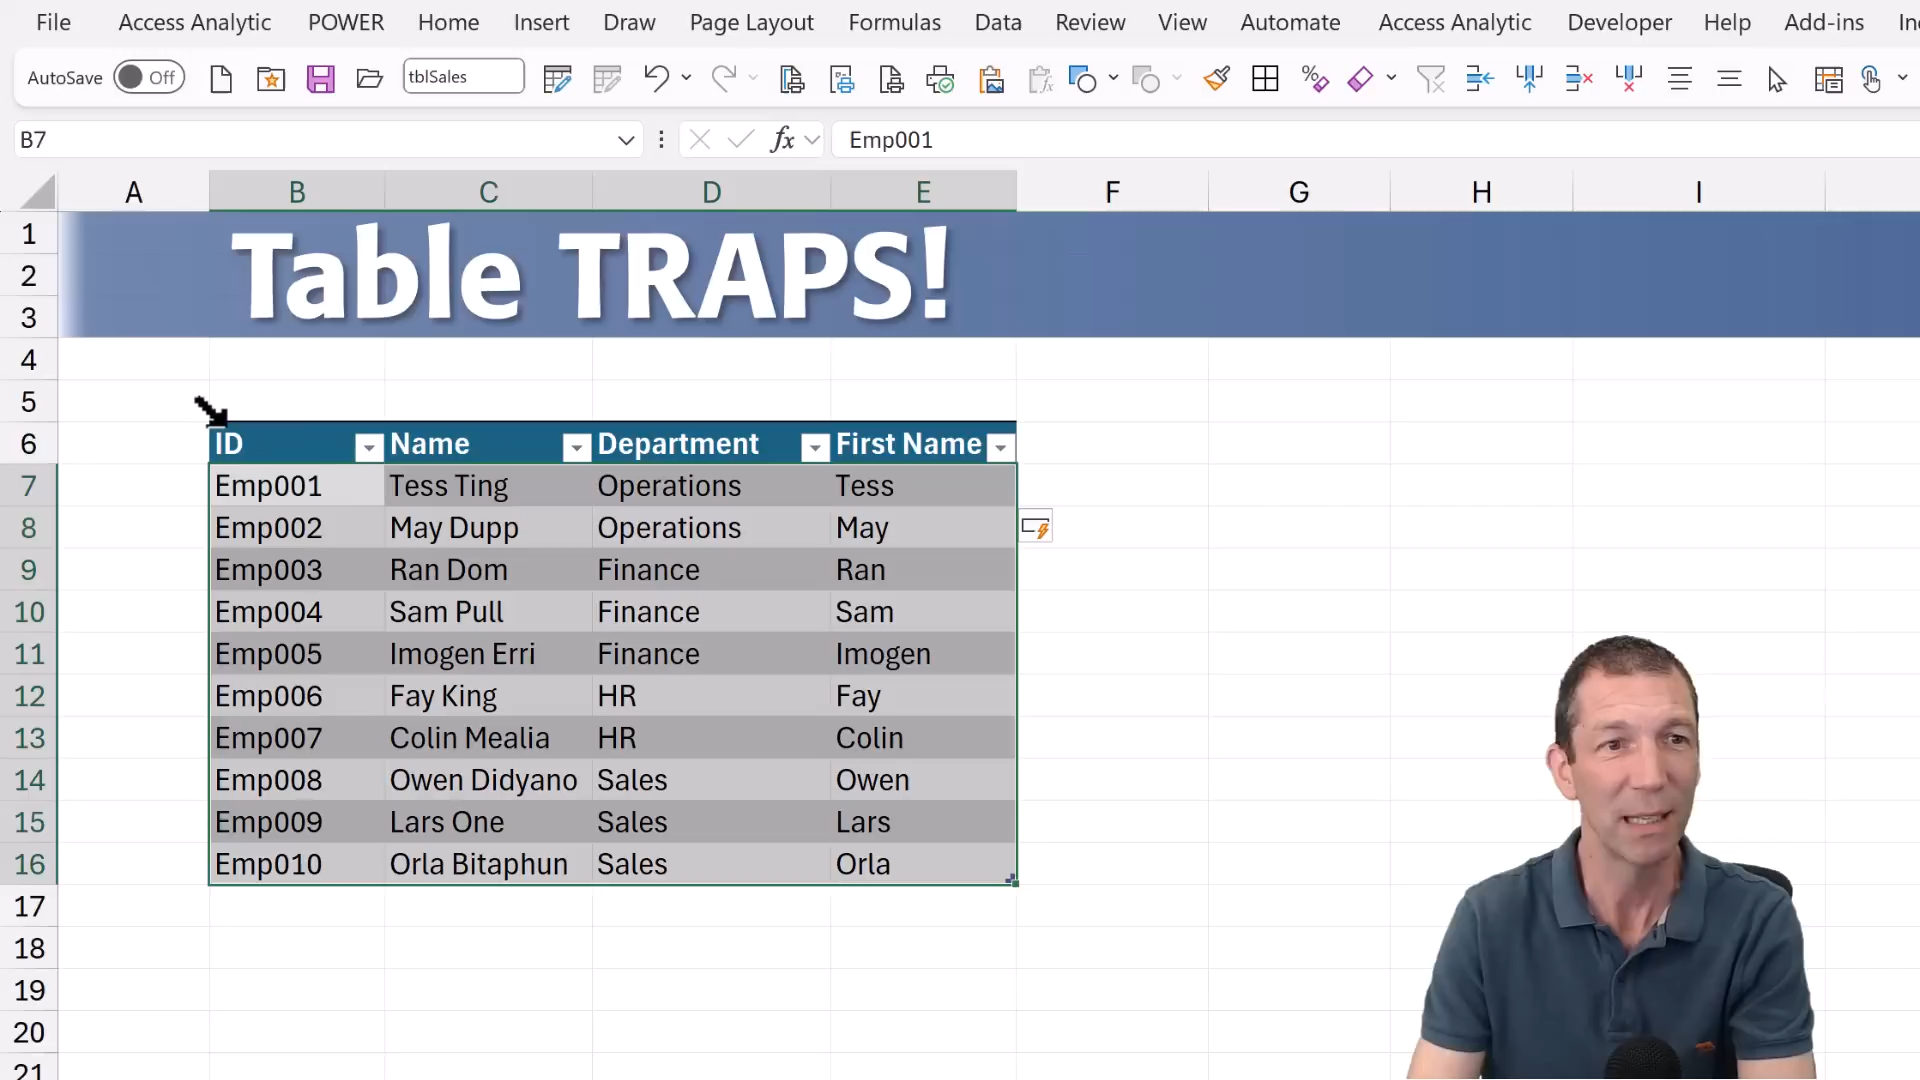 File Access Analytic POWER Home Insert Draw Page Layout Formulas Data Review View Automate Access Analytic Developer Help Add-ins
AutoSave Off tblSales
B7 fx Emp001
A B C D E F G H I
1
2
3
Table TRAPS!
4
5
6 ID Name Department First Name
7 Emp001 Tess Ting Operations Tess
8 Emp002 May Dupp Operations May
9 Emp003 Ran Dom Finance Ran
10 Emp004 Sam Pull Finance Sam
11 Emp005 Imogen Erri Finance Imogen
12 Emp006 Fay King HR Fay
13 Emp007 Colin Mealia HR Colin
14 Emp008 Owen Didyano Sales Owen
15 Emp009 Lars One Sales Lars
16 Emp010 Orla Bitaphun Sales Orla
17
18
19
20
21